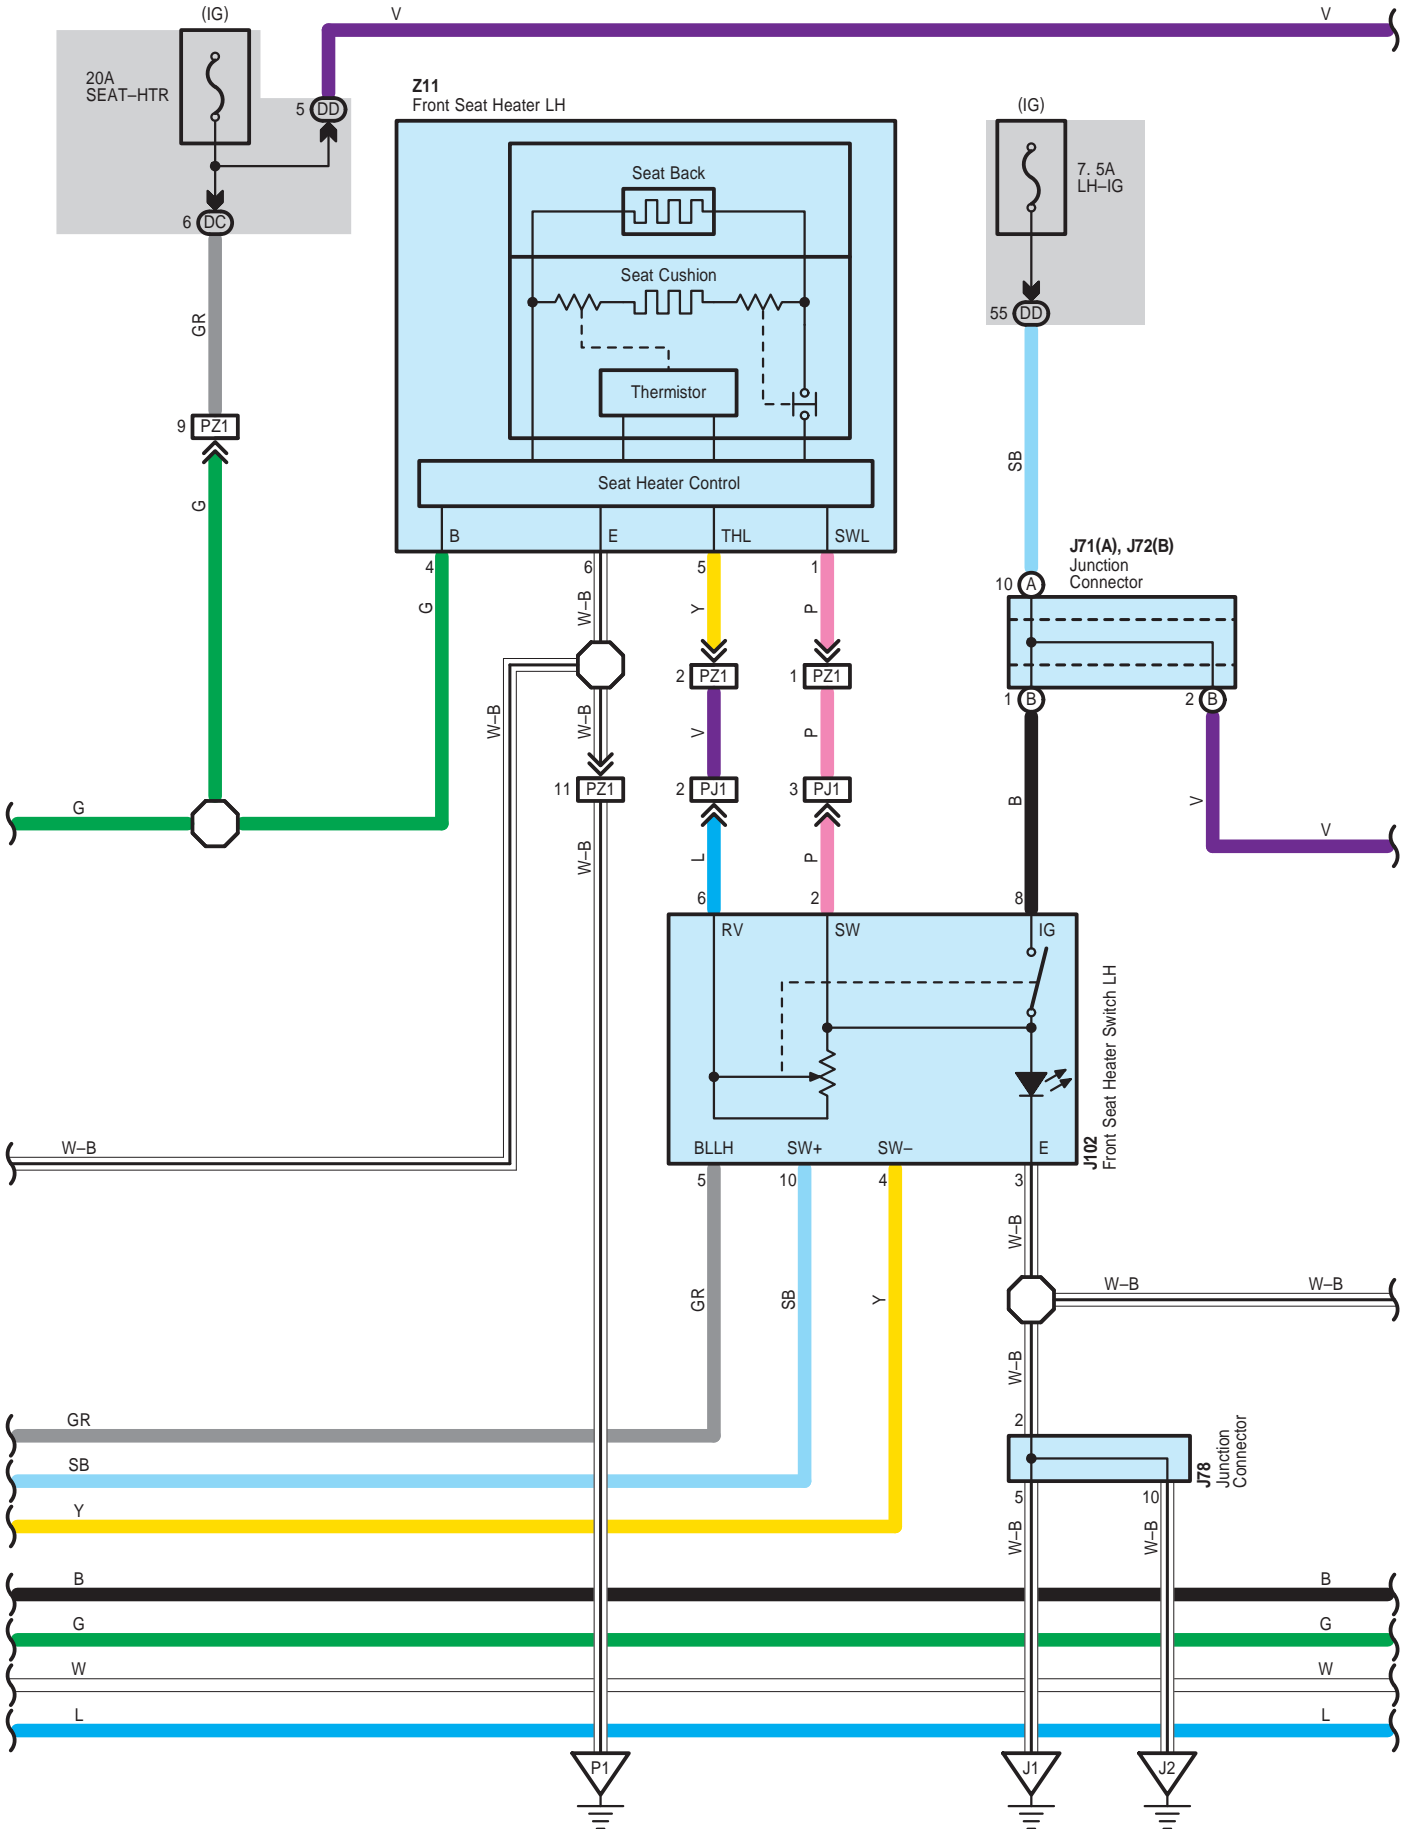 (IG)
V
V
20A
SEAT–HTR
5 DD
6 DC
GR
9 PZ1
G
G
Z11
Front Seat Heater LH
Seat Back
Seat Cushion
Thermistor
Seat Heater Control
B
E
THL
SWL
4
6
5
1
G
W–B
Y
P
2 PZ1
1 PZ1
W–B
W–B
V
P
11 PZ1
2 PJ1
3 PJ1
W–B
L
P
(IG)
7. 5A
LH–IG
55 DD
SB
J71(A), J72(B)
Junction
Connector
10 A
1 B
2 B
B
V
V
6
2
8
RV
SW
IG
BLLH
SW+
SW–
E
J102
Front Seat Heater Switch LH
5
10
4
3
W–B
W–B
GR
SB
Y
W–B
W–B
W–B
2
J78
Junction
Connector
5
10
W–B
W–B
GR
SB
Y
B
B
G
G
W
W
L
L
P1
J1
J2